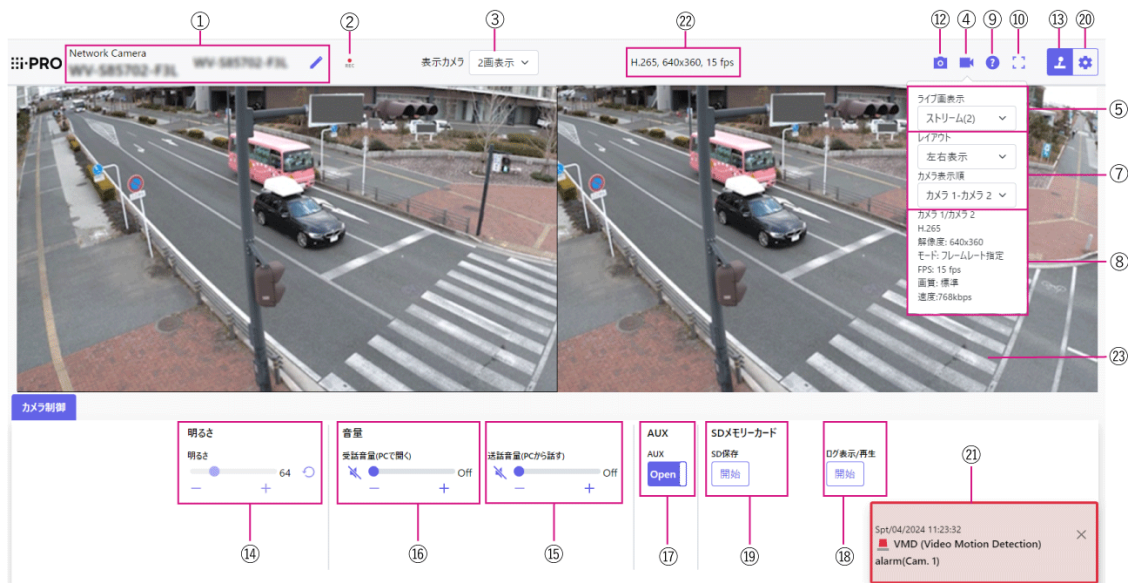 ① ② ③ ㉒ ⑫ ④ ⑨ ⑩ ⑬ ⑳
i-PRO
Network Camera
WV-S85702-F3L WV-S85702-F3L
REC
表示カメラ 2画表示
H.265, 640x360, 15 fps
ライブ画表示
ストリーム(2)
⑤
レイアウト
左右表示
⑦
カメラ表示順
カメラ 1-カメラ 2
カメラ 1/カメラ 2
H.265
解像度: 640x360
モード: フレームレート指定
⑧
FPS: 15 fps
画質: 標準
速度:768kbps
㉓
カメラ制御
明るさ
明るさ
64
− +
音量
受話音量(PCで聞く)
Off
− +
送話音量(PCから話す)
Off
− +
AUX
AUX
Open
SDメモリーカード
SD保存
開始
ログ表示/再生
開始
㉑
⑭ ⑯ ⑮ ⑰ ⑲ ⑱
Spt/04/2024 11:23:32
VMD (Video Motion Detection)
alarm(Cam. 1)